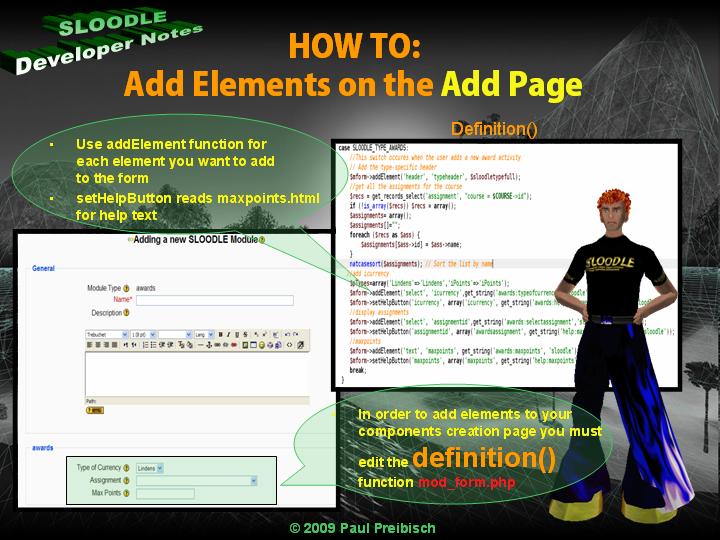 SLOODLE
Developer Notes
HOW TO:
Add Elements on the Add Page
Definition()
• Use addElement function for
each element you want to add
to the form
• setHelpButton reads maxpoints.html
for help text
case SLOODLE_TYPE_AWARDS:
//This switch occures when the user adds a new award activity
// Add the type-specific header
$mform->addElement('header', 'typeheader', $sloodletypefull);
//get all the assignments for the course
$recs = get_records_select('assignment', "course = $COURSE->id");
if (!is_array($recs)) $recs = array();
$assignments= array();
$assignments[]="";
foreach ($recs as $ass) {
$assignments[$ass->id] = $ass->name;
}
natcasesort($assignments); // Sort the list by name
//add icurrency
$pTypes=array('Lindens'=>'Lindens','iPoints'=>'iPoints');
$mform->addElement('select', 'icurrency',get_string('awards:typeofcurrency'
$mform->setHelpButton('icurrency', array('icurrency', get_string('awards:he
//display assignments
$mform->addElement('select', 'assignmentid',get_string('awards:selectassignment','sl
$mform->setHelpButton('assignmentid', array('awardsassignment', get_string('help:
sloodle'));
//maxpoints
$mform->addElement('text', 'maxpoints', get_string('awards:maxpoints', 'sloodle')
$mform->setHelpButton('maxpoints', array('maxpoints', get_string('help:maxpoints'
break;
}
SLOODLE
Adding a new SLOODLE Module
General
Module Type awards
Name*
Description
Trebuchet 1 (8 pt) Lang B I U S
Path:
awards
Type of Currency Lindens
Assignment
Max Points
• In order to add elements to your
components creation page you must
edit the definition()
function mod_form.php
© 2009 Paul Preibisch